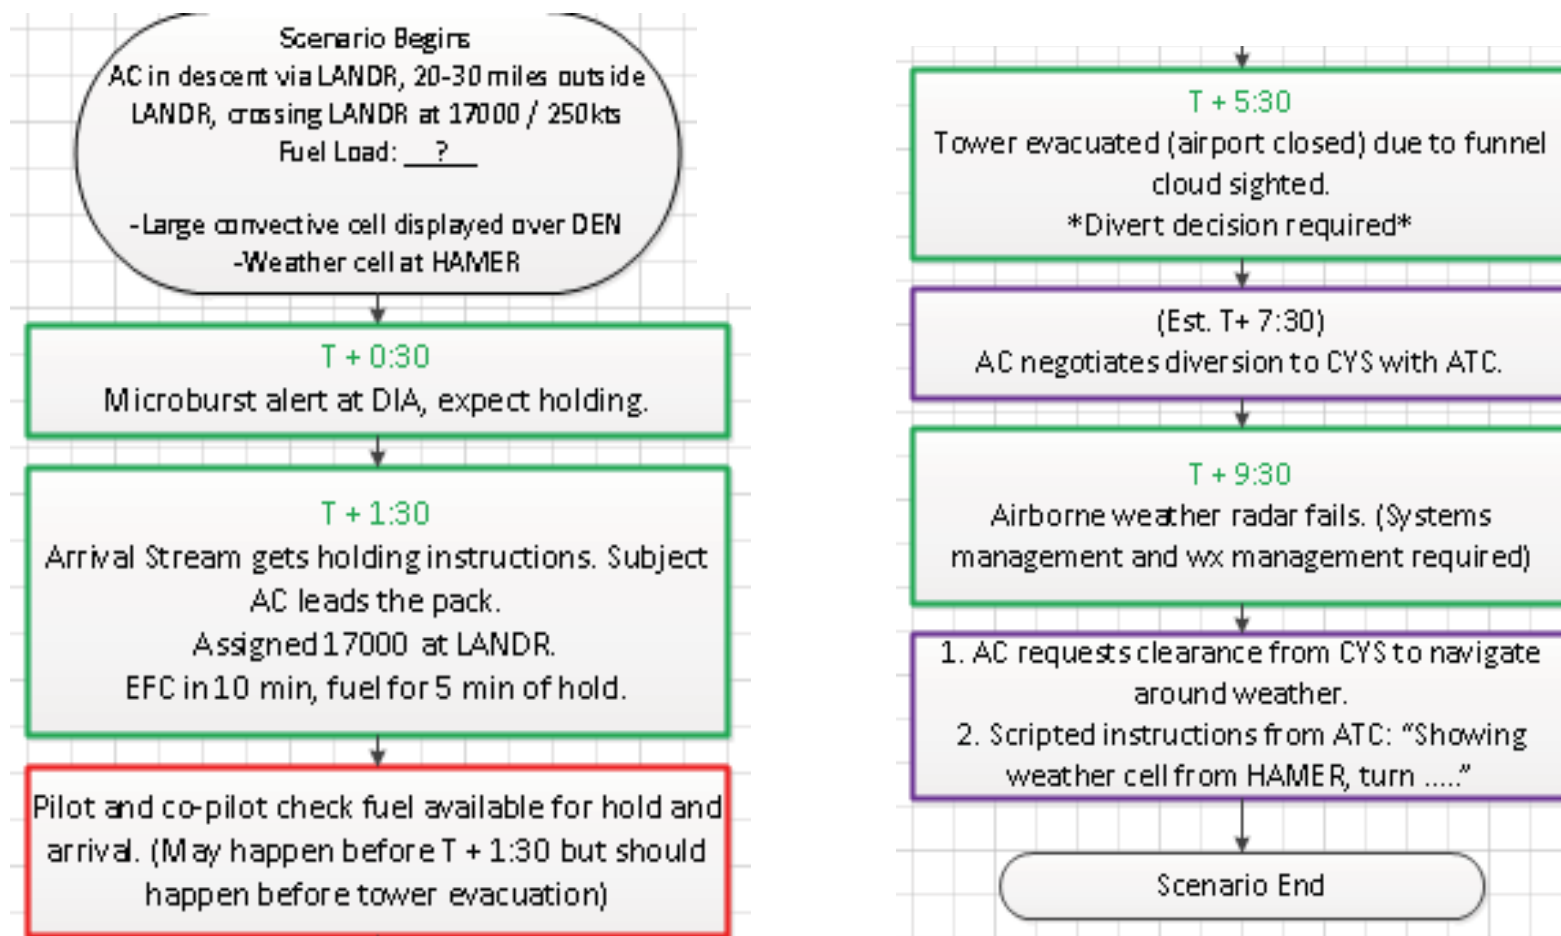 Scenario Begins
AC in descent via LANDR, 20-30 miles outside
LANDR, crossing LANDR at 17000 / 250kts
Fuel Load: __?__
-Large convective cell displayed over DEN
-Weather cell at HAMER
T + 0:30
Microburst alert at DIA, expect holding.
T + 1:30
Arrival Stream gets holding instructions. Subject
AC leads the pack.
Assigned 17000 at LANDR.
EFC in 10 min, fuel for 5 min of hold.
Pilot and co-pilot check fuel available for hold and
arrival. (May happen before T + 1:30 but should
happen before tower evacuation)
T + 5:30
Tower evacuated (airport closed) due to funnel
cloud sighted.
*Divert decision required*
(Est. T+ 7:30)
AC negotiates diversion to CYS with ATC.
T + 9:30
Airborne weather radar fails. (Systems
management and wx management required)
1. AC requests clearance from CYS to navigate
around weather.
2. Scripted instructions from ATC: “Showing
weather cell from HAMER, turn .....”
Scenario End